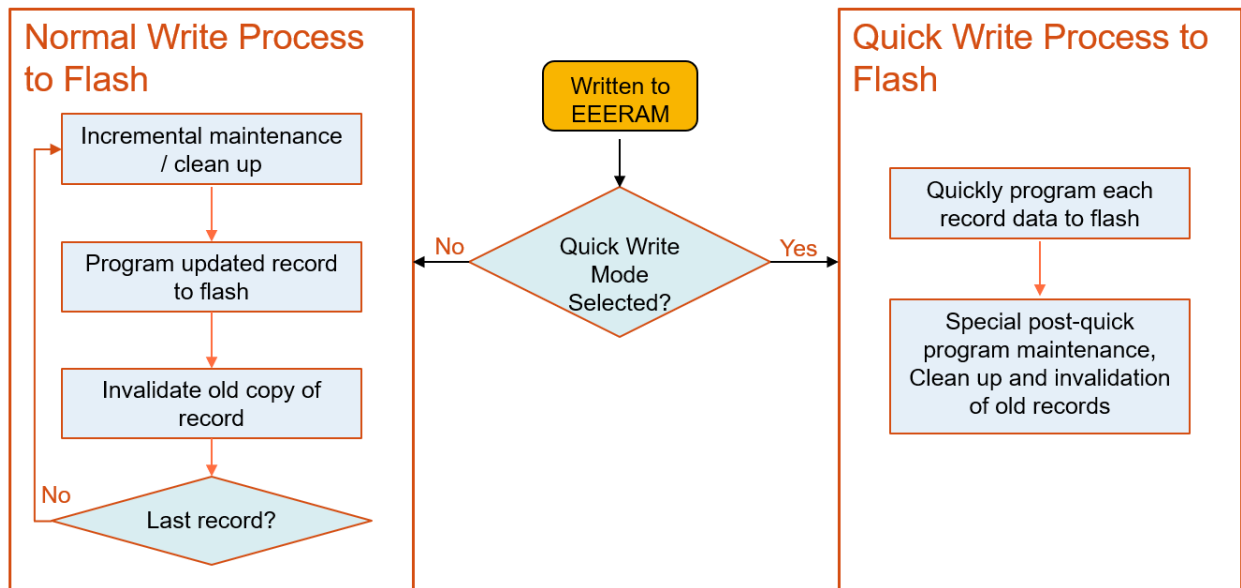 Normal Write Process
to Flash
Incremental maintenance
/ clean up
Program updated record
to flash
Invalidate old copy of
record
No
Last record?
Written to
EEERAM
No
Quick Write
Mode
Selected?
Yes
Quick Write Process to
Flash
Quickly program each
record data to flash
Special post-quick
program maintenance,
Clean up and invalidation
of old records